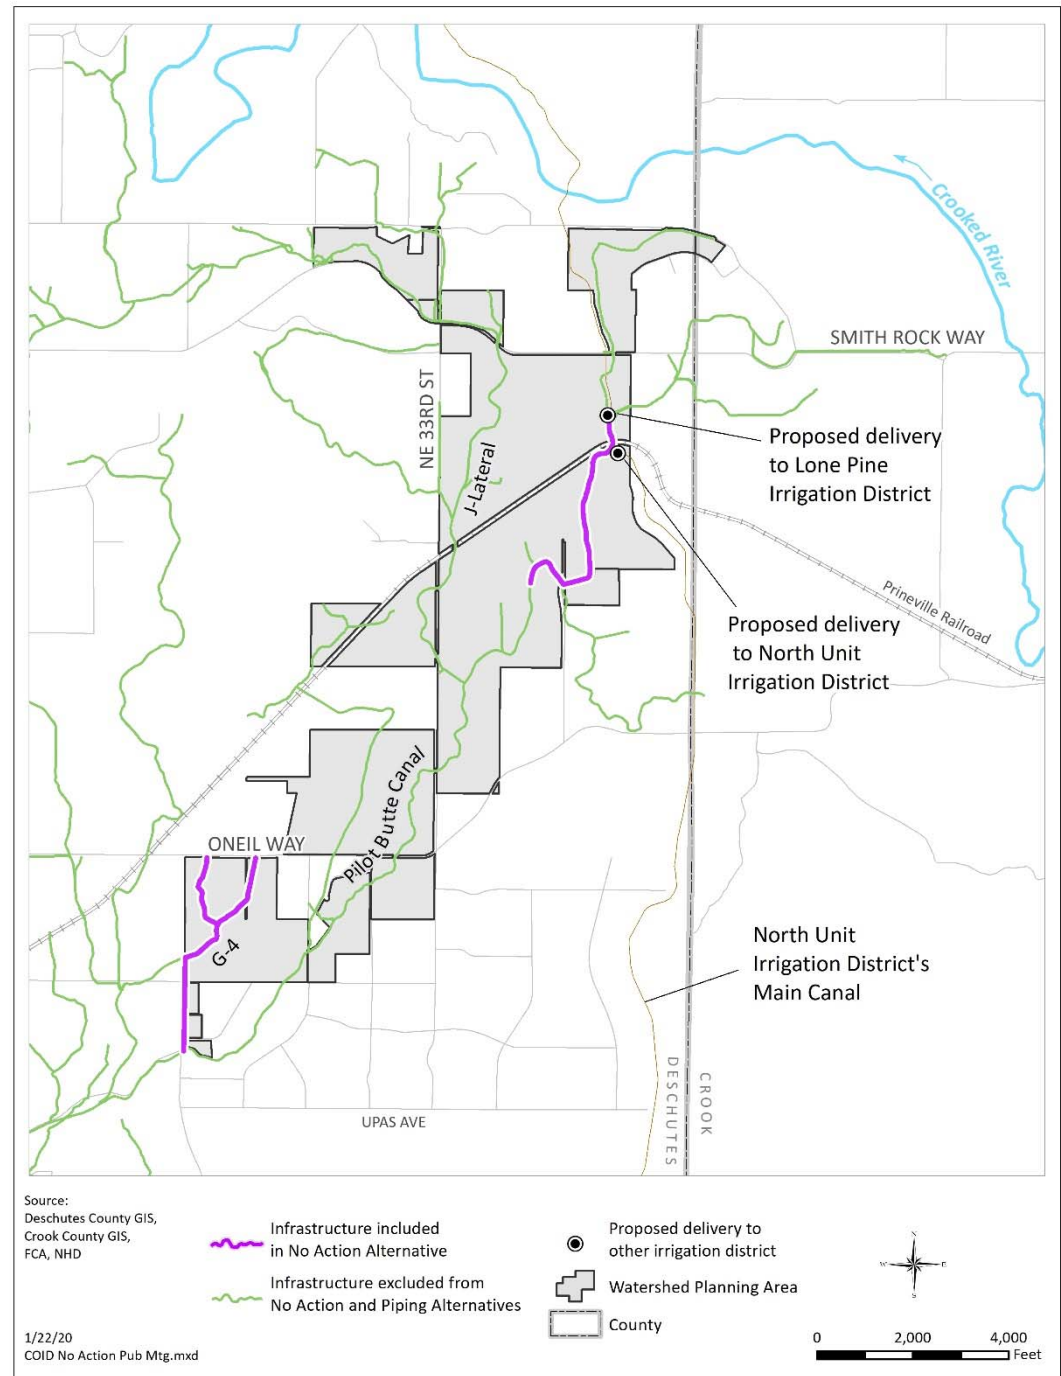 Crooked River
SMITH ROCK WAY
NE 33RD ST
J-Lateral
Proposed delivery
to Lone Pine
Irrigation District
Prineville Railroad
Proposed delivery
to North Unit
Irrigation District
Pilot Butte Canal
ONEIL WAY
G-4
North Unit
Irrigation District's
Main Canal
DESCHUTES
CROOK
UPAS AVE
Source:
Deschutes County GIS,
Crook County GIS,
FCA, NHD
Infrastructure included
in No Action Alternative
Infrastructure excluded from
No Action and Piping Alternatives
Proposed delivery to
other irrigation district
Watershed Planning Area
County
N
W E
S
0 2,000 4,000
Feet
1/22/20
COID No Action Pub Mtg.mxd